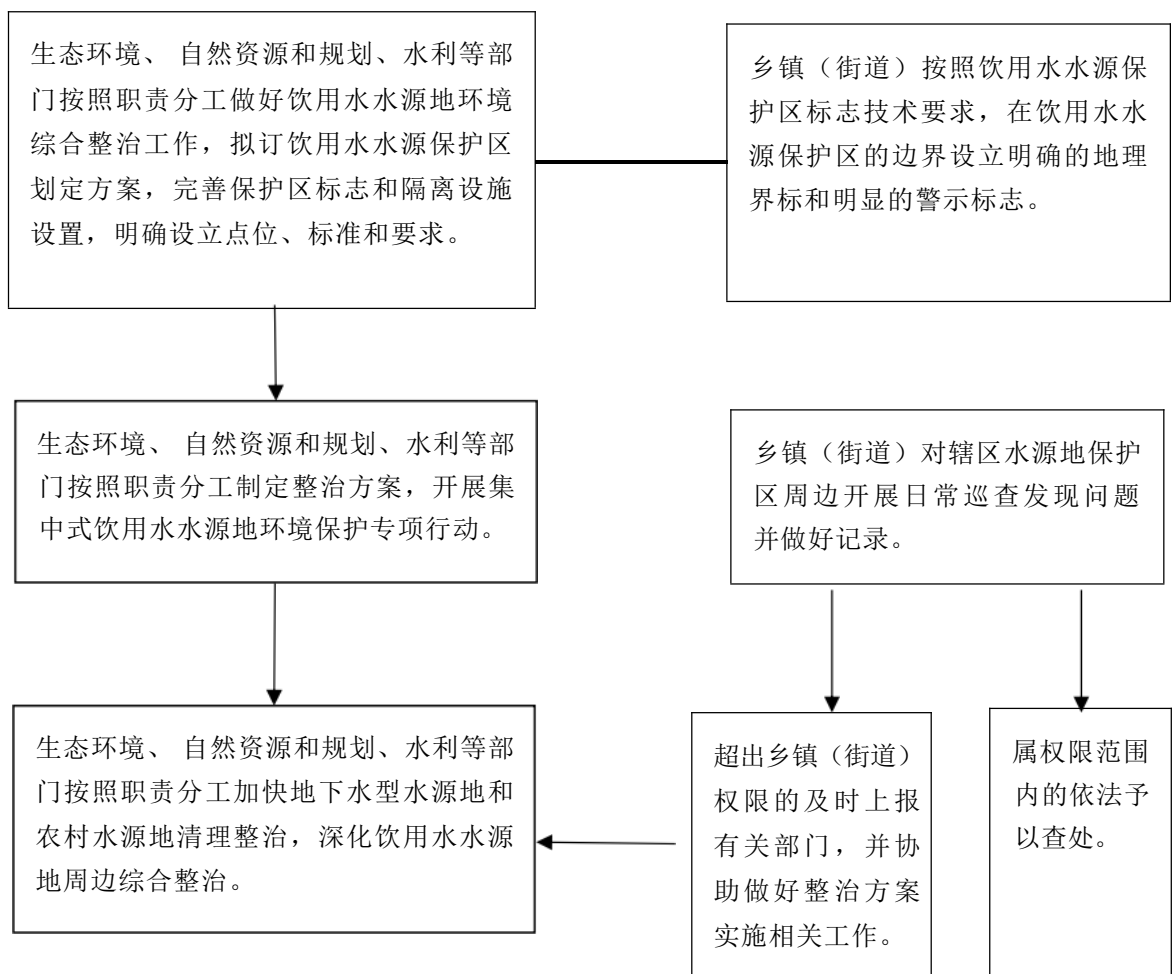 生态环境、 自然资源和规划、水利等部
门按照职责分工做好饮用水水源地环境
综合整治工作，拟订饮用水水源保护区
划定方案，完善保护区标志和隔离设施
设置，明确设立点位、标准和要求。
乡镇（街道）按照饮用水水源保
护区标志技术要求，在饮用水水
源保护区的边界设立明确的地理
界标和明显的警示标志。
生态环境、 自然资源和规划、水利等部
门按照职责分工制定整治方案，开展集
中式饮用水水源地环境保护专项行动。
乡镇（街道）对辖区水源地保护
区周边开展日常巡查发现问题
并做好记录。
生态环境、 自然资源和规划、水利等部
门按照职责分工加快地下水型水源地和
农村水源地清理整治，深化饮用水水源
地周边综合整治。
超出乡镇（街道）
权限的及时上报
有关部门，并协
助做好整治方案
实施相关工作。
属权限范围
内的依法予
以查处。